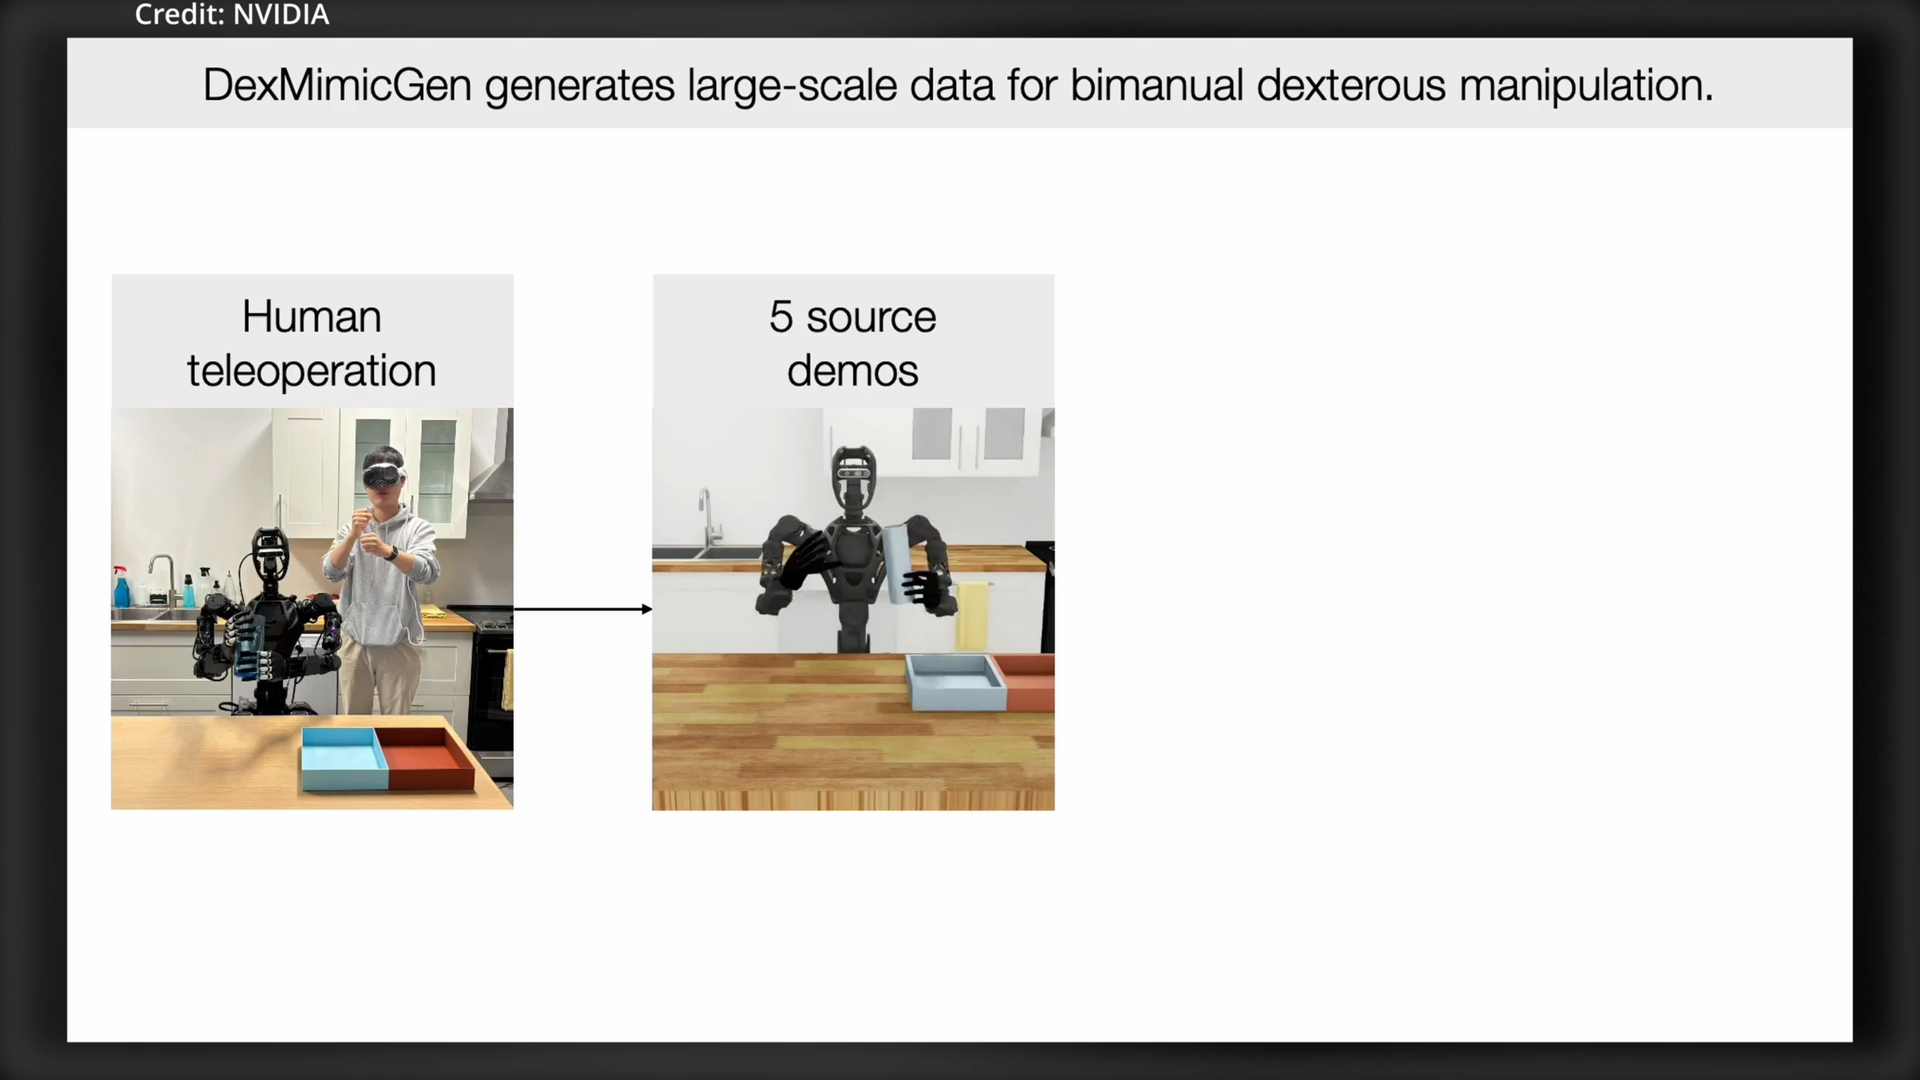 Credit: NVIDIA
DexMimicGen generates large-scale data for bimanual dexterous manipulation.
Human
teleoperation
5 source
demos